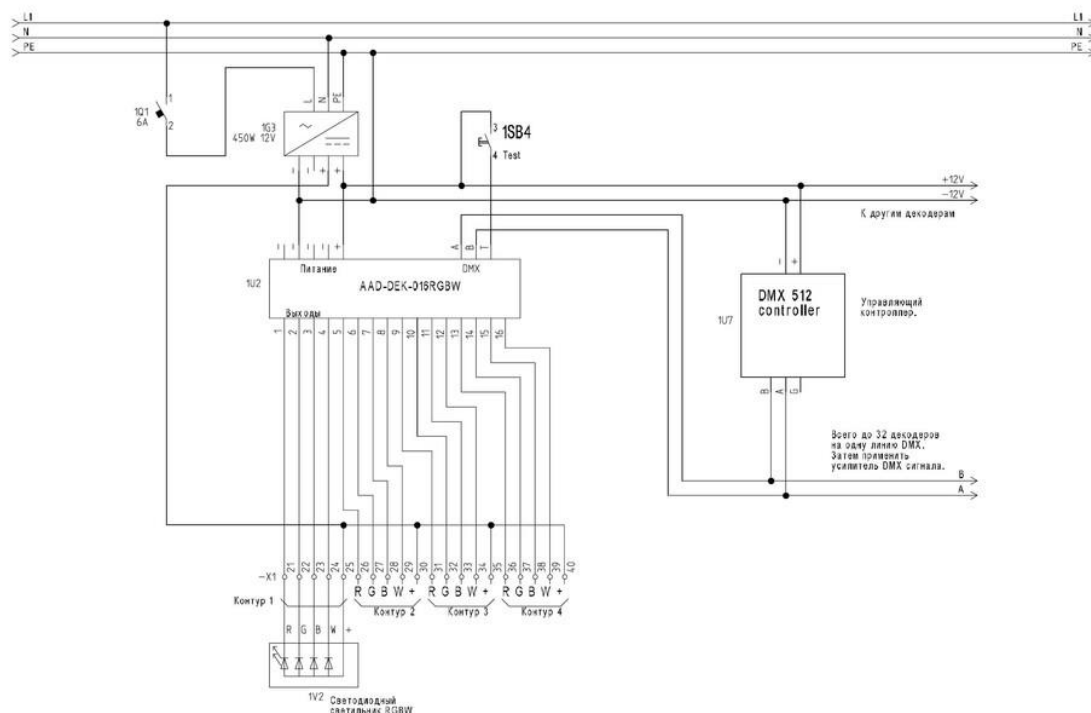 L1 L1
N N
PE PE
L N PE
1
1Q1
6A
2
1G3
450W 12V
3 1SB4
4 Test
- - + +
+12V
-12V
К другим декодерам
A B T
- - - - +
Питание DMX
- +
1U2 AAD-DEK-016RGBW
Выходы
DMX 512
controller
1U7
Управляющий
контроллер.
1 2 3 4 5 6 7 8 9 10 11 12 13 14 15 16
B A G
Всего до 32 декодеров
на одну линию DMX.
Затем применить
усилитель DMX сигнала.
B
A
-X1 21 22 23 24 25 26 27 28 29 30 31 32 33 34 35 36 37 38 39 40
R G B W + R G B W + R G B W +
Контур 1 Контур 2 Контур 3 Контур 4
R G B W +
1V2 Светодиодный
светильник RGBW